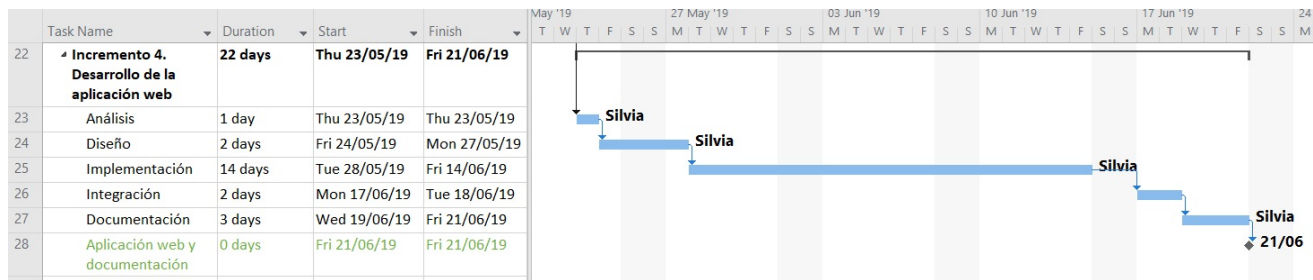 May '19 27 May '19 03 Jun '19 10 Jun '19 17 Jun '19 24
Task Name Duration Start Finish T W T F S S M T W T F S S M T W T F S S M T W T F S S M T W T F S S M
22 Incremento 4. 22 days Thu 23/05/19 Fri 21/06/19
Desarrollo de la
aplicación web
23 Análisis 1 day Thu 23/05/19 Thu 23/05/19 Silvia
24 Diseño 2 days Fri 24/05/19 Mon 27/05/19 Silvia
25 Implementación 14 days Tue 28/05/19 Fri 14/06/19 Silvia
26 Integración 2 days Mon 17/06/19 Tue 18/06/19
27 Documentación 3 days Wed 19/06/19 Fri 21/06/19 Silvia
28 Aplicación web y 0 days Fri 21/06/19 Fri 21/06/19 21/06
documentación